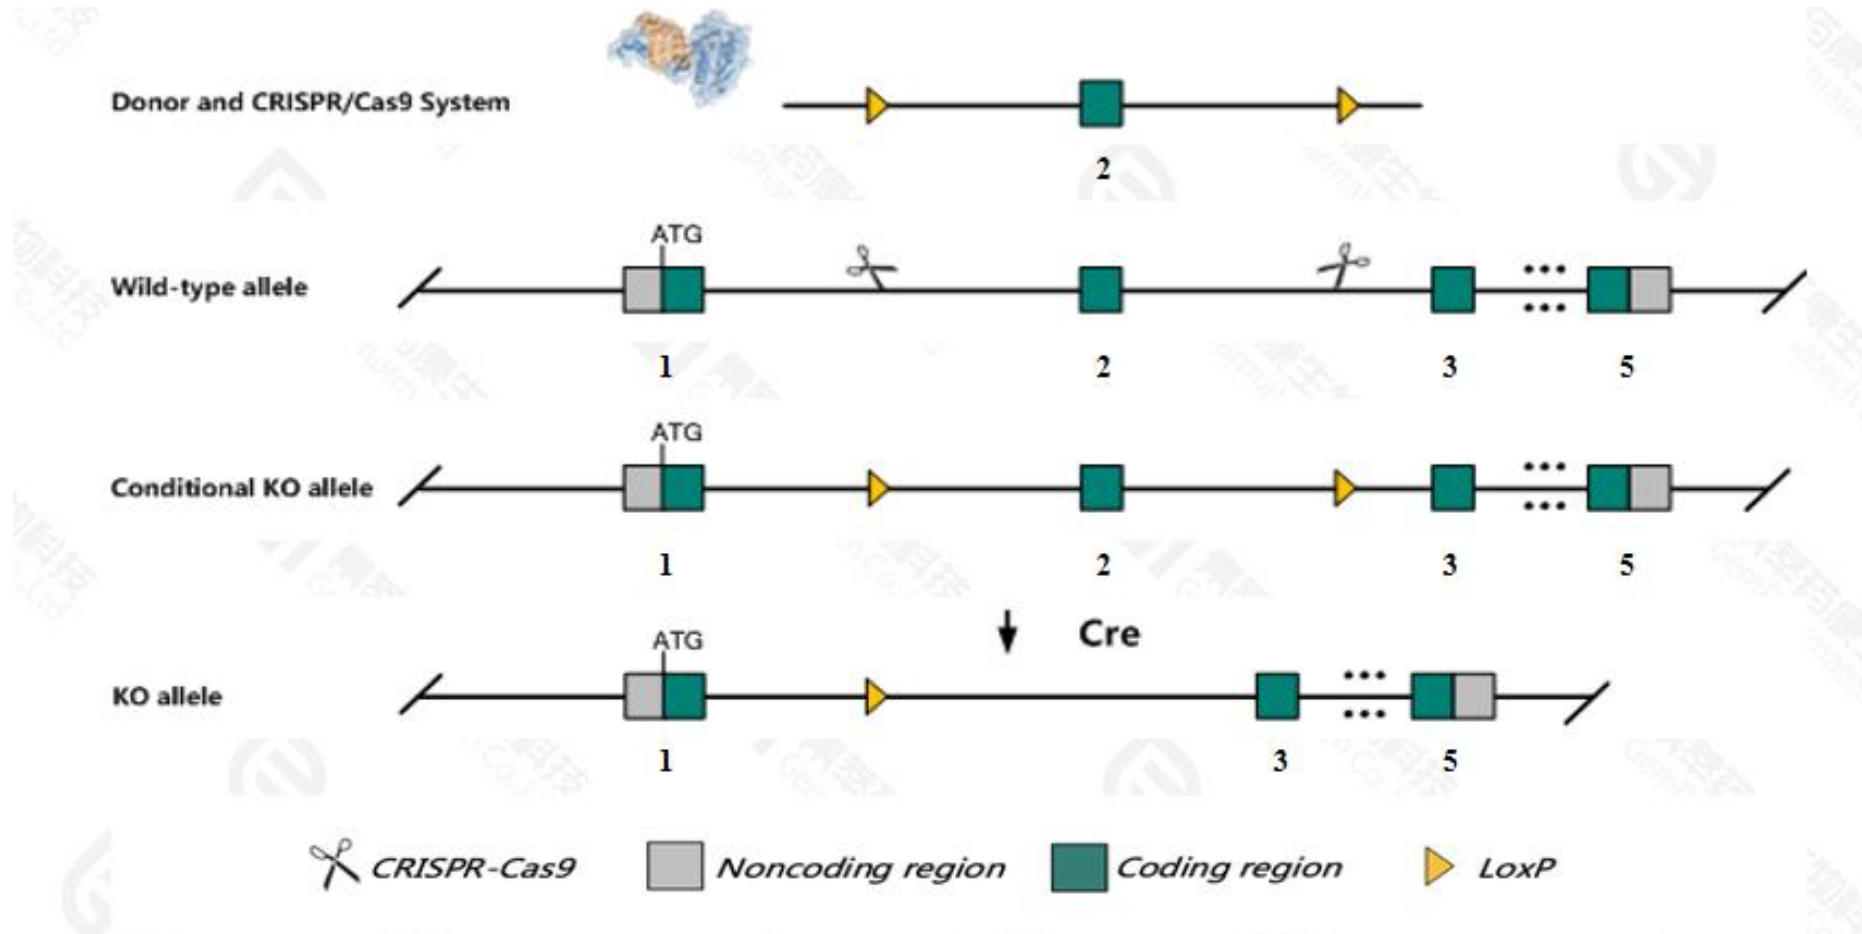 Donor and CRISPR/Cas9 System
2
ATG
Wild-type allele
1 2 3 5
ATG
Conditional KO allele
1 2 3 5
Cre
ATG
KO allele
1 3 5
CRISPR-Cas9 Noncoding region Coding region LoxP